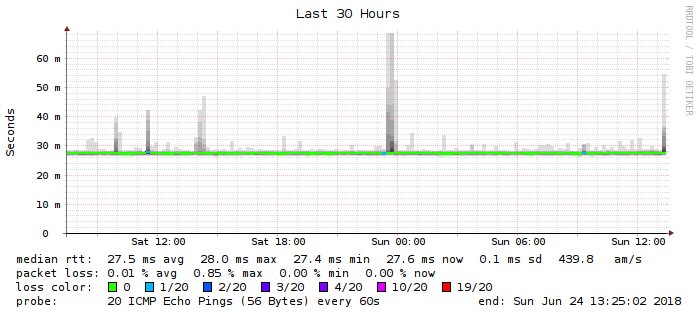 Last 30 Hours
RRDTOOL / TOBI OETIKER
Seconds
60 m
50 m
40 m
30 m
20 m
10 m
0
Sat 12:00 Sat 18:00 Sun 00:00 Sun 06:00 Sun 12:00
median rtt: 27.5 ms avg 28.0 ms max 27.4 ms min 27.6 ms now 0.1 ms sd 439.8 am/s
packet loss: 0.01 % avg 0.85 % max 0.00 % min 0.00 % now
loss color: 0 1/20 2/20 3/20 4/20 10/20 19/20
probe: 20 ICMP Echo Pings (56 Bytes) every 60s end: Sun Jun 24 13:25:02 2018